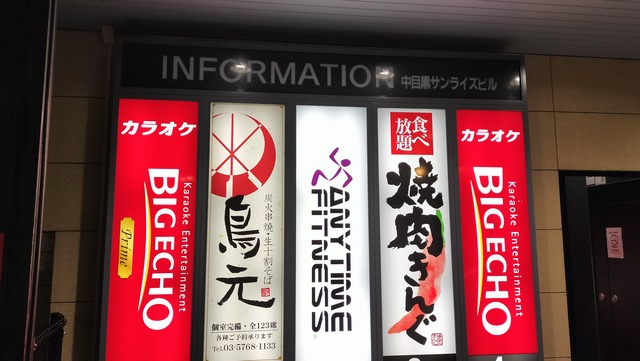 INFORMATION 中目黒サンライズビル
カラオケ
BIG ECHO
Karaoke Entertainment
Prime
鳥元
炭火串焼・生十割そば
個室完備・全123席
各種ご予約承ります
Tel.03-5768-1133
ANYTIME
FITNESS
食べ
放題
焼肉きんぐ
カラオケ
BIG ECHO
Karaoke Entertainment